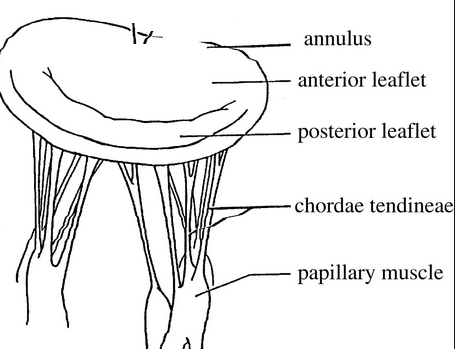 annulus
anterior leaflet
posterior leaflet
chordae tendineae
papillary muscle